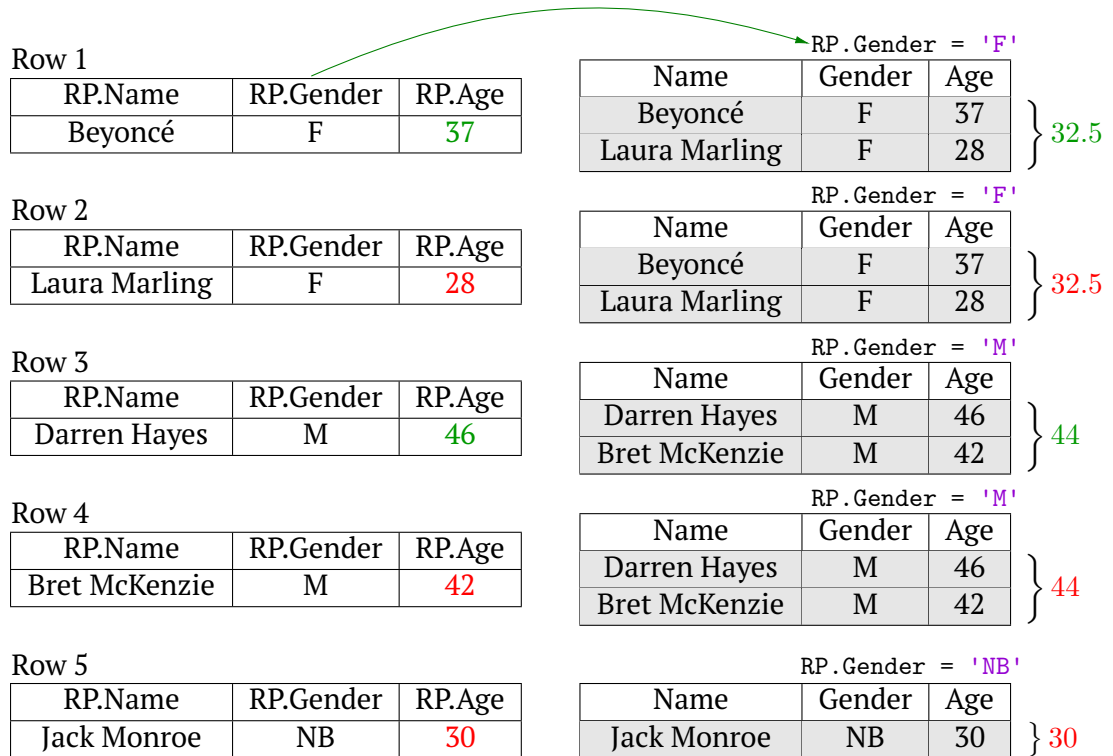 Row 1
RP.Name RP.Gender RP.Age
Beyoncé F 37
RP.Gender = 'F'
Name Gender Age
Beyoncé F 37
Laura Marling F 28
32.5
Row 2
RP.Name RP.Gender RP.Age
Laura Marling F 28
RP.Gender = 'F'
Name Gender Age
Beyoncé F 37
Laura Marling F 28
32.5
Row 3
RP.Name RP.Gender RP.Age
Darren Hayes M 46
RP.Gender = 'M'
Name Gender Age
Darren Hayes M 46
Bret McKenzie M 42
44
Row 4
RP.Name RP.Gender RP.Age
Bret McKenzie M 42
RP.Gender = 'M'
Name Gender Age
Darren Hayes M 46
Bret McKenzie M 42
44
Row 5
RP.Name RP.Gender RP.Age
Jack Monroe NB 30
RP.Gender = 'NB'
Name Gender Age
Jack Monroe NB 30
30